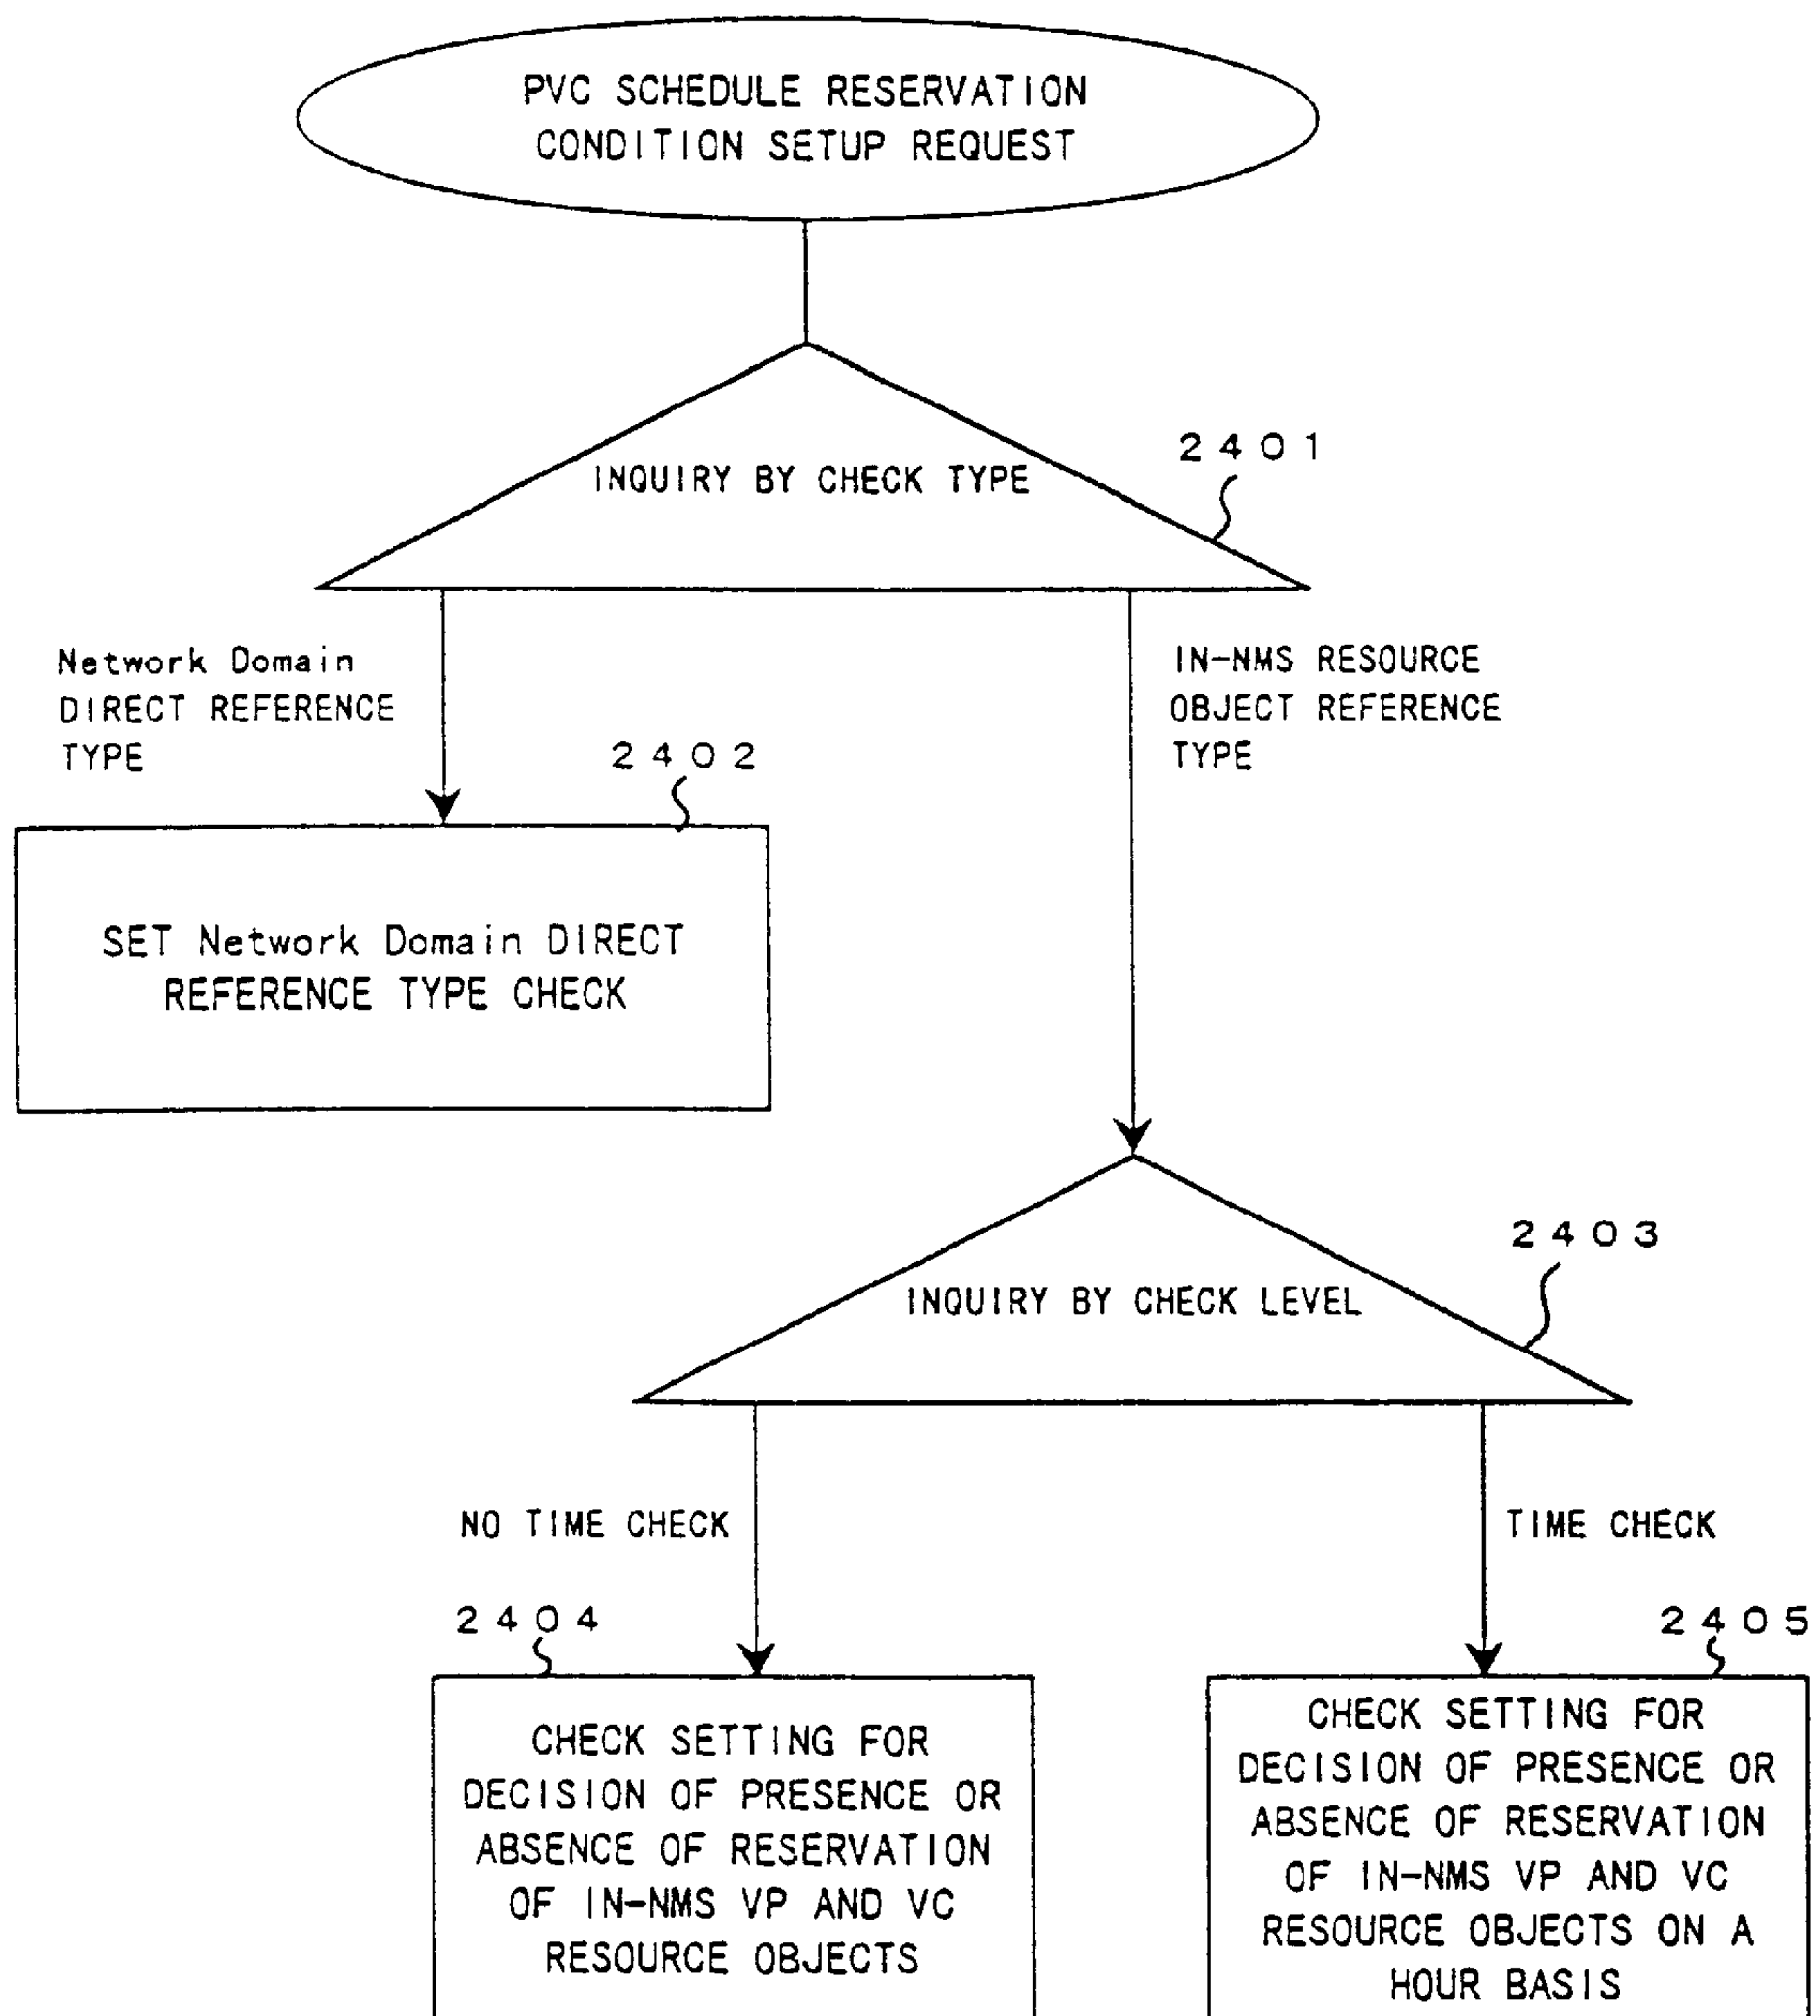 PVC SCHEDULE RESERVATION
CONDITION SETUP REQUEST
2401
INQUIRY BY CHECK TYPE
Network Domain
DIRECT REFERENCE
TYPE
IN-NMS RESOURCE
OBJECT REFERENCE
TYPE
2402
SET Network Domain DIRECT
REFERENCE TYPE CHECK
2403
INQUIRY BY CHECK LEVEL
NO TIME CHECK
TIME CHECK
2404
CHECK SETTING FOR
DECISION OF PRESENCE OR
ABSENCE OF RESERVATION
OF IN-NMS VP AND VC
RESOURCE OBJECTS
2405
CHECK SETTING FOR
DECISION OF PRESENCE OR
ABSENCE OF RESERVATION
OF IN-NMS VP AND VC
RESOURCE OBJECTS ON A
HOUR BASIS